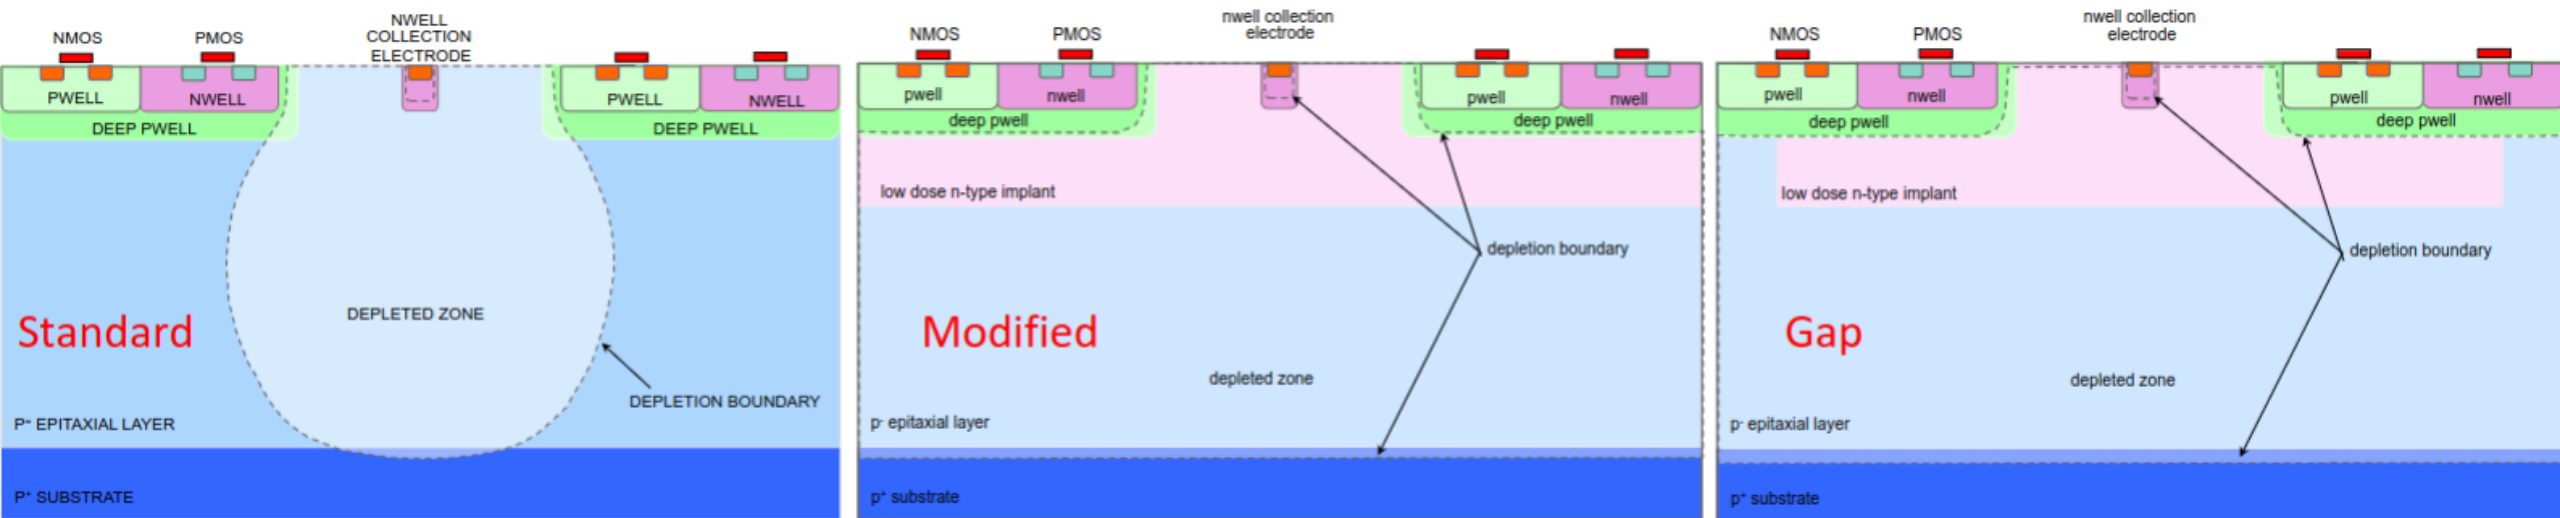 NMOS
PMOS
NWELL
COLLECTION
ELECTRODE
PWELL
NWELL
PWELL
NWELL
DEEP PWELL
DEEP PWELL
DEPLETED ZONE
Standard
DEPLETION BOUNDARY
P- EPITAXIAL LAYER
P+ SUBSTRATE
NMOS
PMOS
nwell collection
electrode
pwell
nwell
pwell
nwell
deep pwell
deep pwell
low dose n-type implant
depletion boundary
Modified
depleted zone
p- epitaxial layer
p+ substrate
NMOS
PMOS
nwell collection
electrode
pwell
nwell
pwell
nwell
deep pwell
deep pwell
low dose n-type implant
depletion boundary
Gap
depleted zone
p- epitaxial layer
p+ substrate